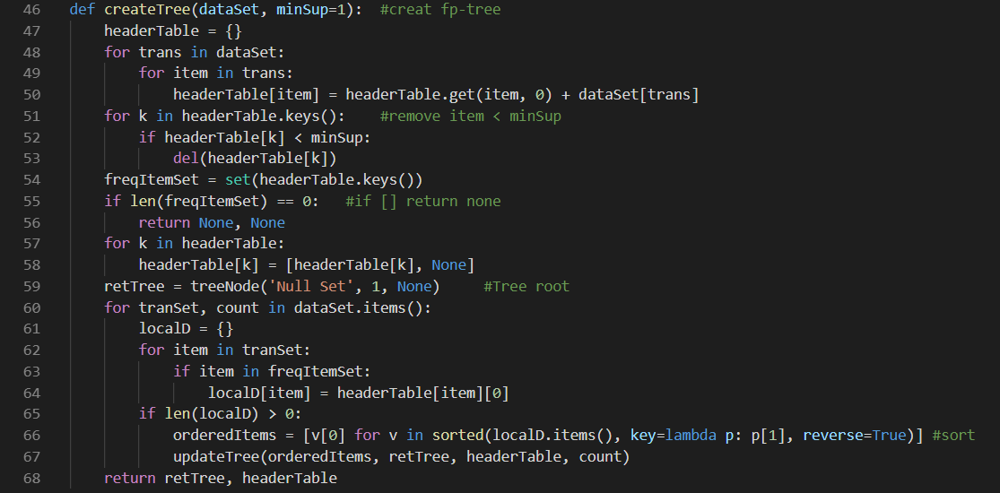 46 def createTree(dataSet, minSup=1):  #creat fp-tree
47     headerTable = {}
48     for trans in dataSet:
49         for item in trans:
50             headerTable[item] = headerTable.get(item, 0) + dataSet[trans]
51     for k in headerTable.keys():    #remove item < minSup
52         if headerTable[k] < minSup:
53             del(headerTable[k])
54     freqItemSet = set(headerTable.keys())
55     if len(freqItemSet) == 0:   #if [] return none
56         return None, None
57     for k in headerTable:
58         headerTable[k] = [headerTable[k], None]
59     retTree = treeNode('Null Set', 1, None)     #Tree root
60     for tranSet, count in dataSet.items():
61         localD = {}
62         for item in tranSet:
63             if item in freqItemSet:
64                 localD[item] = headerTable[item][0]
65         if len(localD) > 0:
66             orderedItems = [v[0] for v in sorted(localD.items(), key=lambda p: p[1], reverse=True)] #sort
67             updateTree(orderedItems, retTree, headerTable, count)
68     return retTree, headerTable